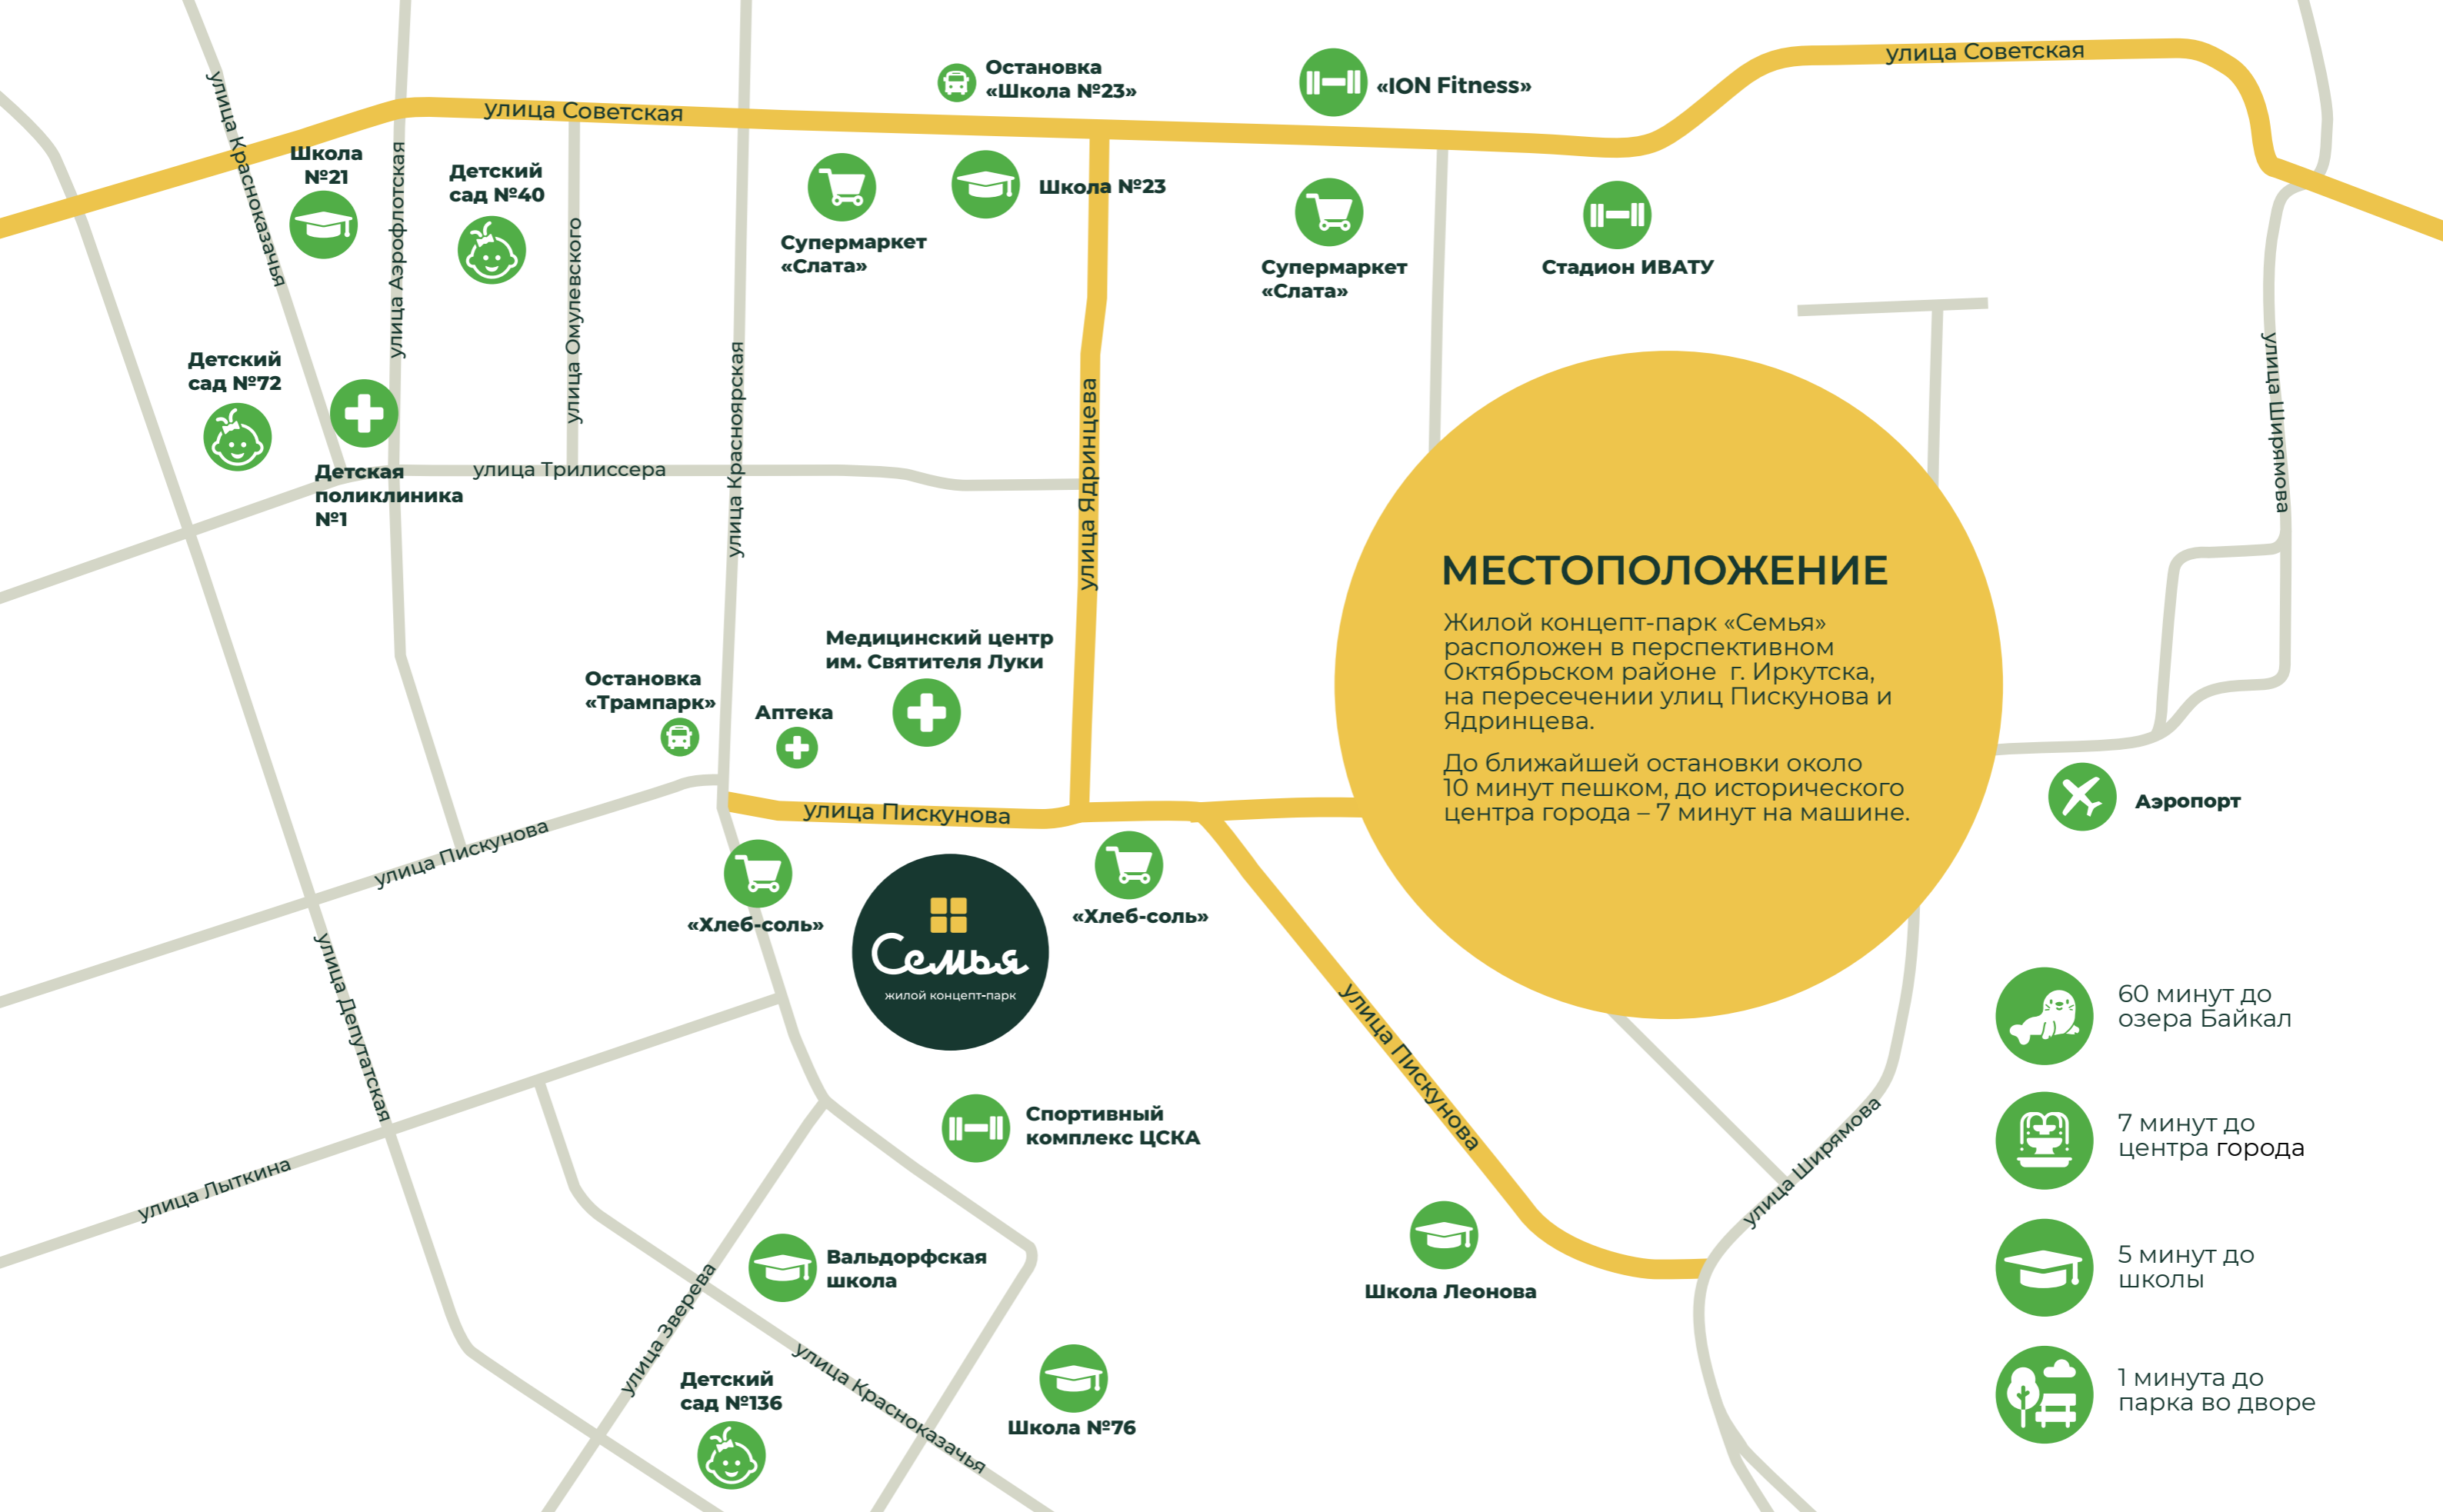 улица Советская
Остановка
«Школа №23»
«ION Fitness»
улица Советская
улица Красноказачья
Школа
№21
улица Аэрофлотская
Детский
сад №40
улица Омулевского
Супермаркет
«Слата»
Школа №23
Супермаркет
«Слата»
Стадион ИВАТУ
Детский
сад №72
Детская
поликлиника
№1
улица Трилиссера
улица Красноярская
улица Ядринцева
улица Ширямова
МЕСТОПОЛОЖЕНИЕ
Жилой концепт-парк «Семья»
расположен в перспективном
Октябрьском районе г. Иркутска,
на пересечении улиц Пискунова и
Ядринцева.
До ближайшей остановки около
10 минут пешком, до исторического
центра города – 7 минут на машине.
Остановка
«Трампарк»
Аптека
Медицинский центр
им. Святителя Луки
улица Пискунова
улица Пискунова
Аэропорт
«Хлеб-соль»
Семья
жилой концепт-парк
«Хлеб-соль»
улица Депутатская
улица Лыткина
улица Пискунова
улица Ширямова
Спортивный
комплекс ЦСКА
Вальдорфская
школа
улица Зверева
Школа Леонова
Детский
сад №136
улица Красноказачья
Школа №76
60 минут до
озера Байкал
7 минут до
центра города
5 минут до
школы
1 минута до
парка во дворе